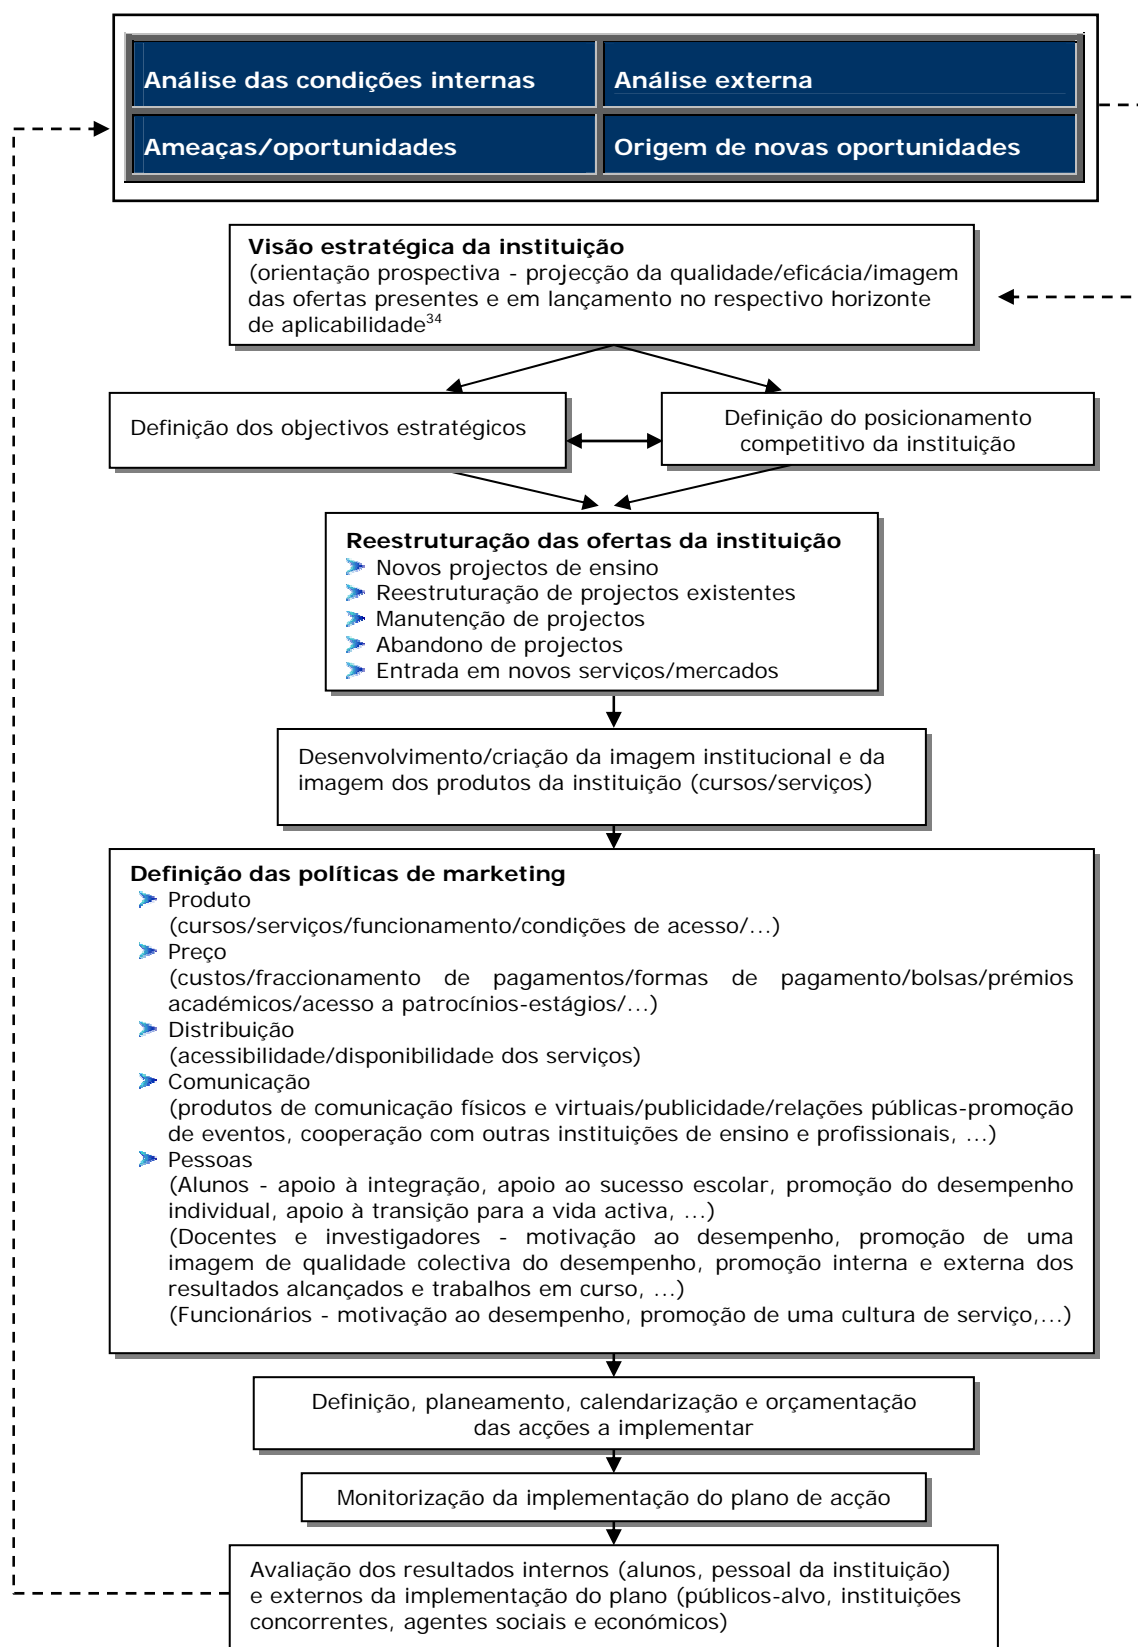 Análise das condições internas
Análise externa
Ameaças/oportunidades
Origem de novas oportunidades
Visão estratégica da instituição
(orientação prospectiva - projecção da qualidade/eficácia/imagem
das ofertas presentes e em lançamento no respectivo horizonte
de aplicabilidade34
Definição dos objectivos estratégicos
Definição do posicionamento
competitivo da instituição
Reestruturação das ofertas da instituição
Novos projectos de ensino
Reestruturação de projectos existentes
Manutenção de projectos
Abandono de projectos
Entrada em novos serviços/mercados
Desenvolvimento/criação da imagem institucional e da
imagem dos produtos da instituição (cursos/serviços)
Definição das políticas de marketing
Produto
(cursos/serviços/funcionamento/condições de acesso/...)
Preço
(custos/fraccionamento de pagamentos/formas de pagamento/bolsas/prémios
académicos/acesso a patrocínios-estágios/...)
Distribuição
(acessibilidade/disponibilidade dos serviços)
Comunicação
(produtos de comunicação físicos e virtuais/publicidade/relações públicas-promoção
de eventos, cooperação com outras instituições de ensino e profissionais, ...)
Pessoas
(Alunos - apoio à integração, apoio ao sucesso escolar, promoção do desempenho
individual, apoio à transição para a vida activa, ...)
(Docentes e investigadores - motivação ao desempenho, promoção de uma
imagem de qualidade colectiva do desempenho, promoção interna e externa dos
resultados alcançados e trabalhos em curso, ...)
(Funcionários - motivação ao desempenho, promoção de uma cultura de serviço,...)
Definição, planeamento, calendarização e orçamentação
das acções a implementar
Monitorização da implementação do plano de acção
Avaliação dos resultados internos (alunos, pessoal da instituição)
e externos da implementação do plano (públicos-alvo, instituições
concorrentes, agentes sociais e económicos)